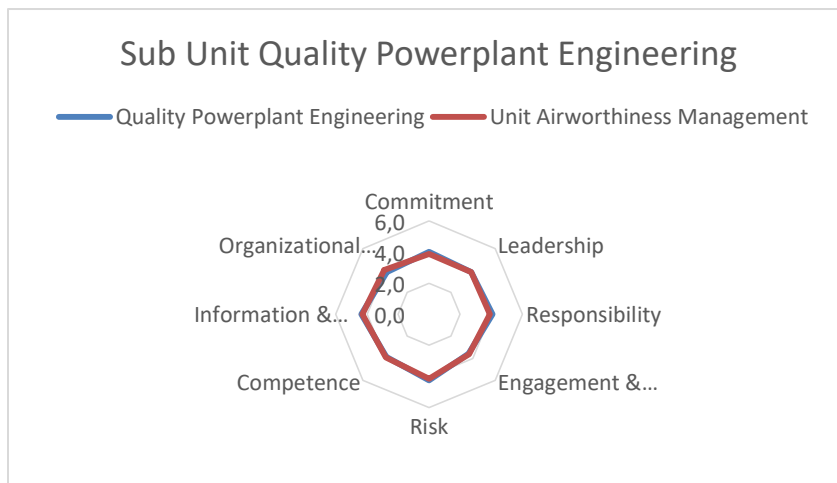 Sub Unit Quality Powerplant Engineering
Quality Powerplant Engineering
Unit Airworthiness Management
Commitment
6,0
Organizational...
4,0
Leadership
2,0
Information &...
0,0
Responsibility
Competence
Engagement &...
Risk